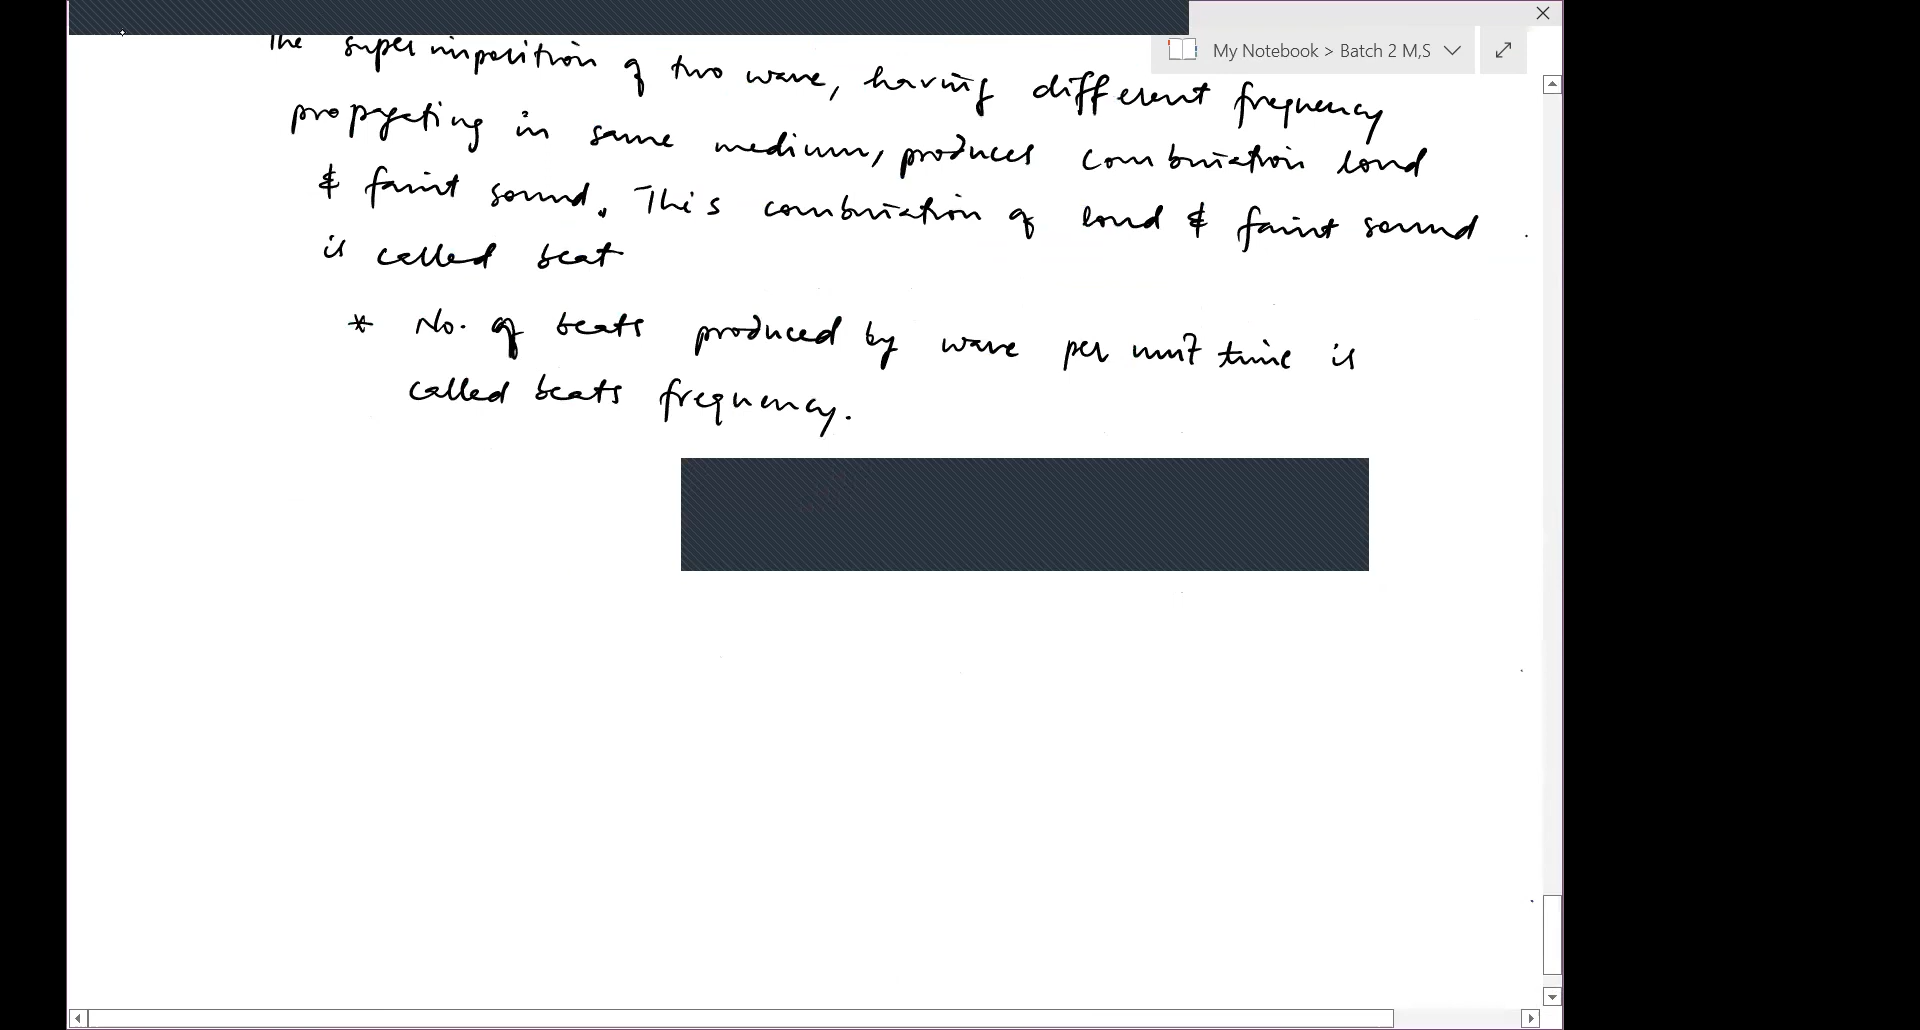 My Notebook > Batch 2 M,S
The superimposition of two wave, having different frequency
propagating in same medium, produces combination loud
& faint sound. This combination of loud & faint sound
is called beat
* No. of beats produced by wave per unit time is
called beats frequency.